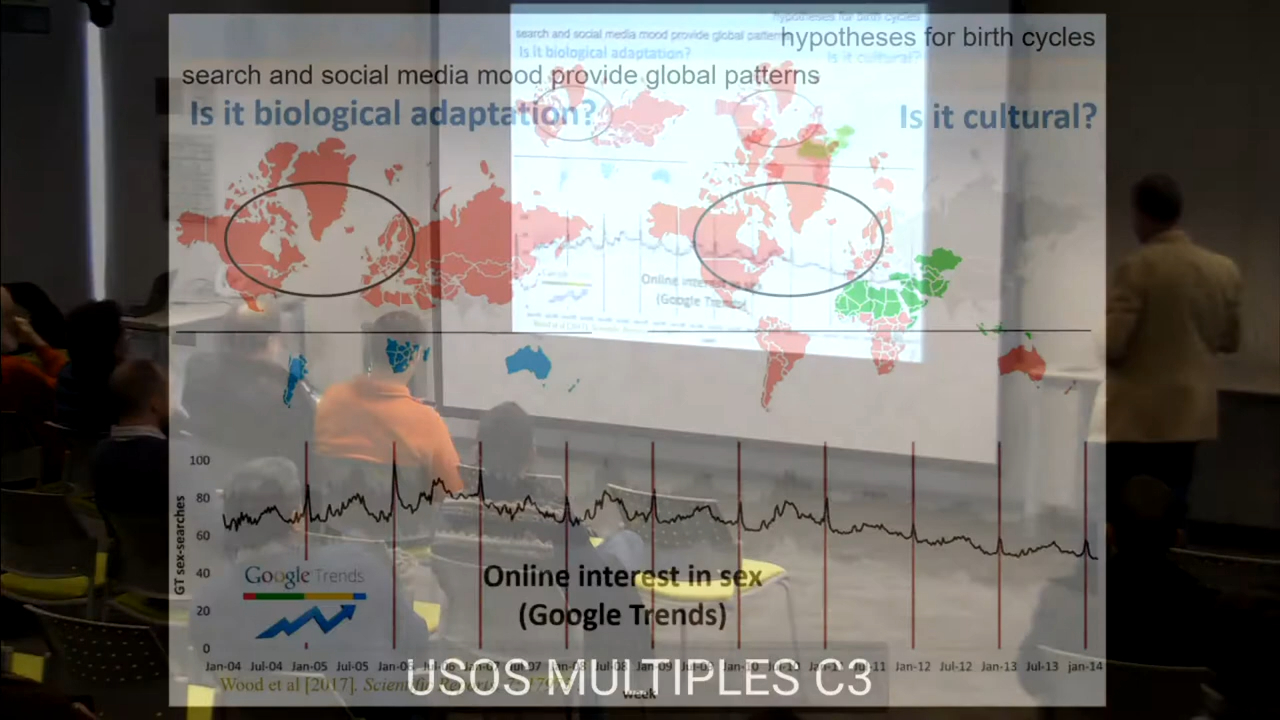 hypotheses for birth cycles
search and social media mood provide global patterns
Is it biological adaptation?
Is it cultural?
hypotheses for birth cycles
search and social media mood provide global pattern
Is it biological adaptation?
Is it cultural?
Online interest in sex
(Google Trends)
GT sex-searches
100
80
60
40
20
0
Google Trends
Online interest in sex
(Google Trends)
Jan-04 Jul-04 Jan-05 Jul-05 Jan-06 Jul-06 Jan-07 Jul-07 Jan-08 Jul-08 Jan-09 Jul-09 Jan-10 Jul-10 Jan-11 Jul-11 Jan-12 Jul-12 Jan-13 Jul-13 jan-14
week
Wood et al [2017]. Scientific Reports
USOS MULTIPLES C3